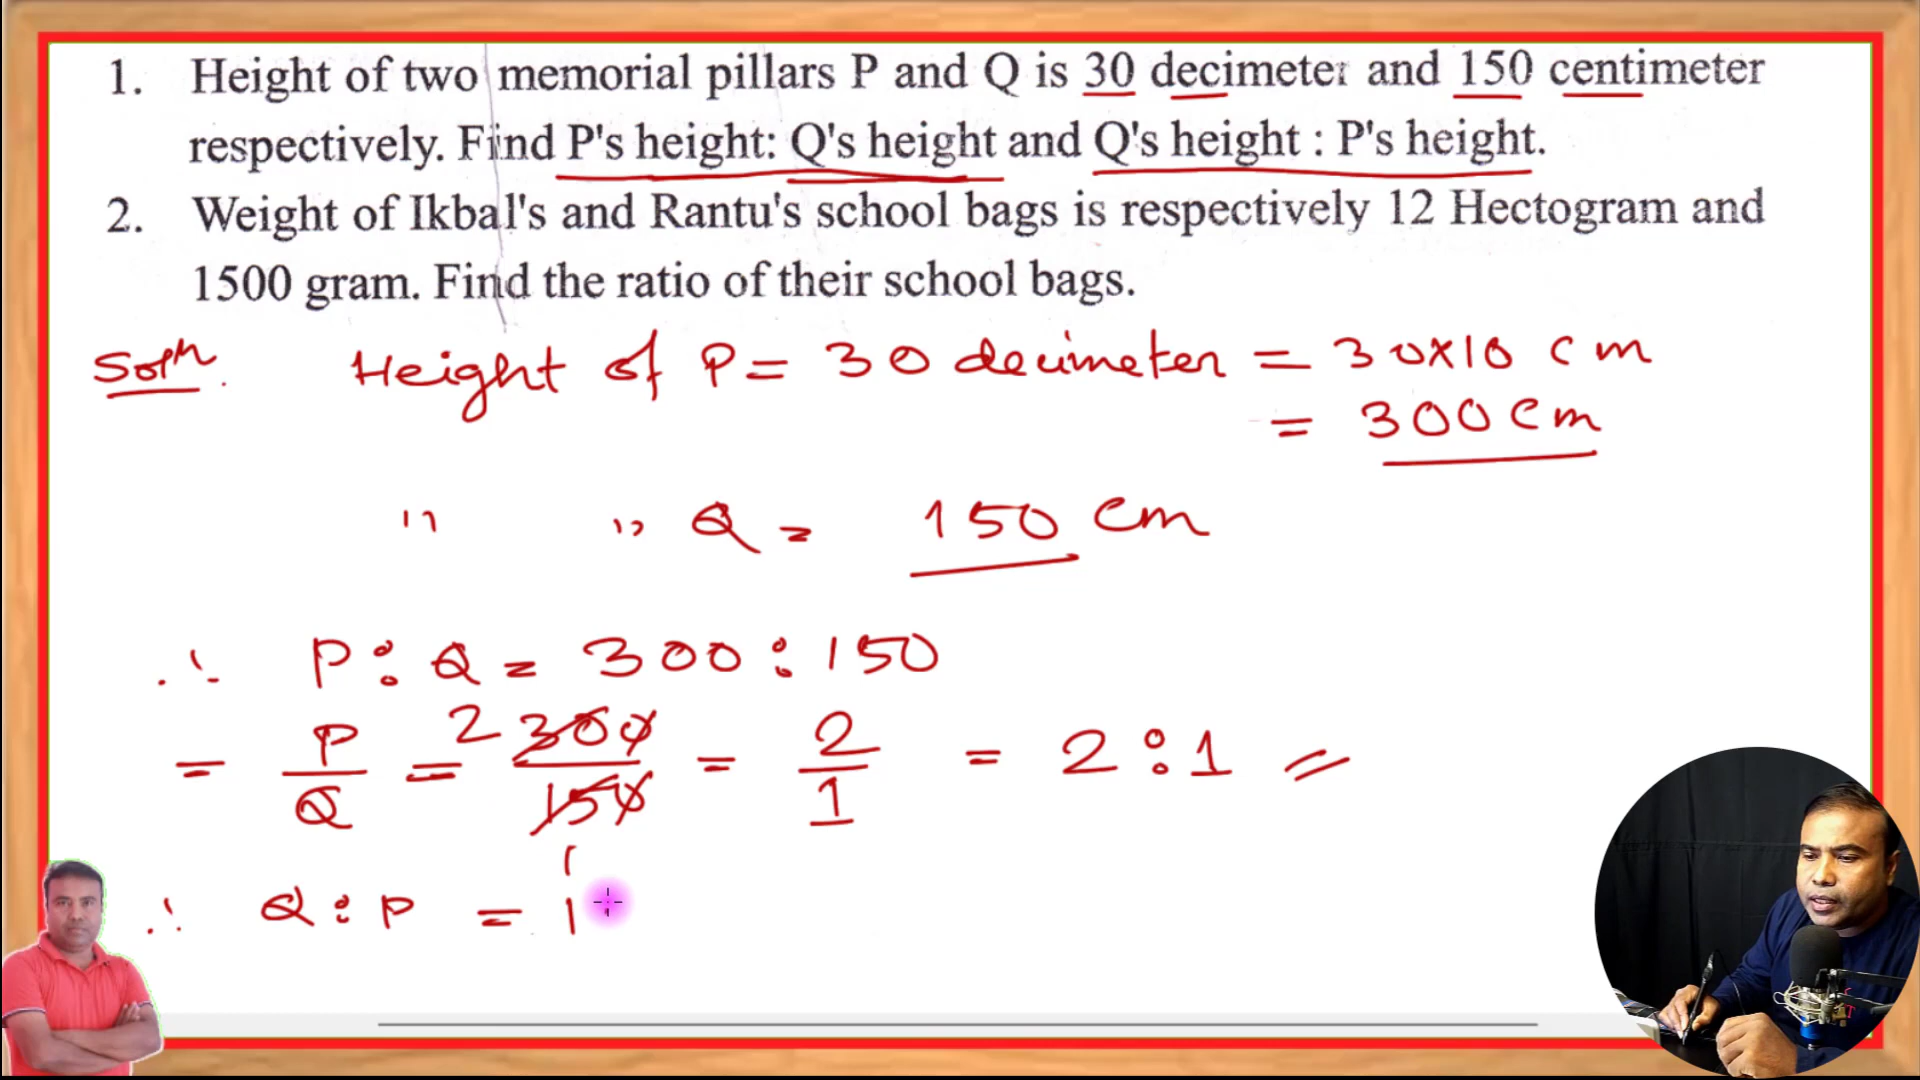 1. Height of two memorial pillars P and Q is 30 decimeter and 150 centimeter
respectively. Find P's height: Q's height and Q's height : P's height.
2. Weight of Ikbal's and Rantu's school bags is respectively 12 Hectogram and
1500 gram. Find the ratio of their school bags.
Soln. Height of P = 30 decimeter = 30×10 cm
= 300 cm
" " Q = 150 cm
∴ P : Q = 300 : 150
= P/Q = 2 300/150 = 2/1 = 2 : 1 =
1
∴ Q : P = 1